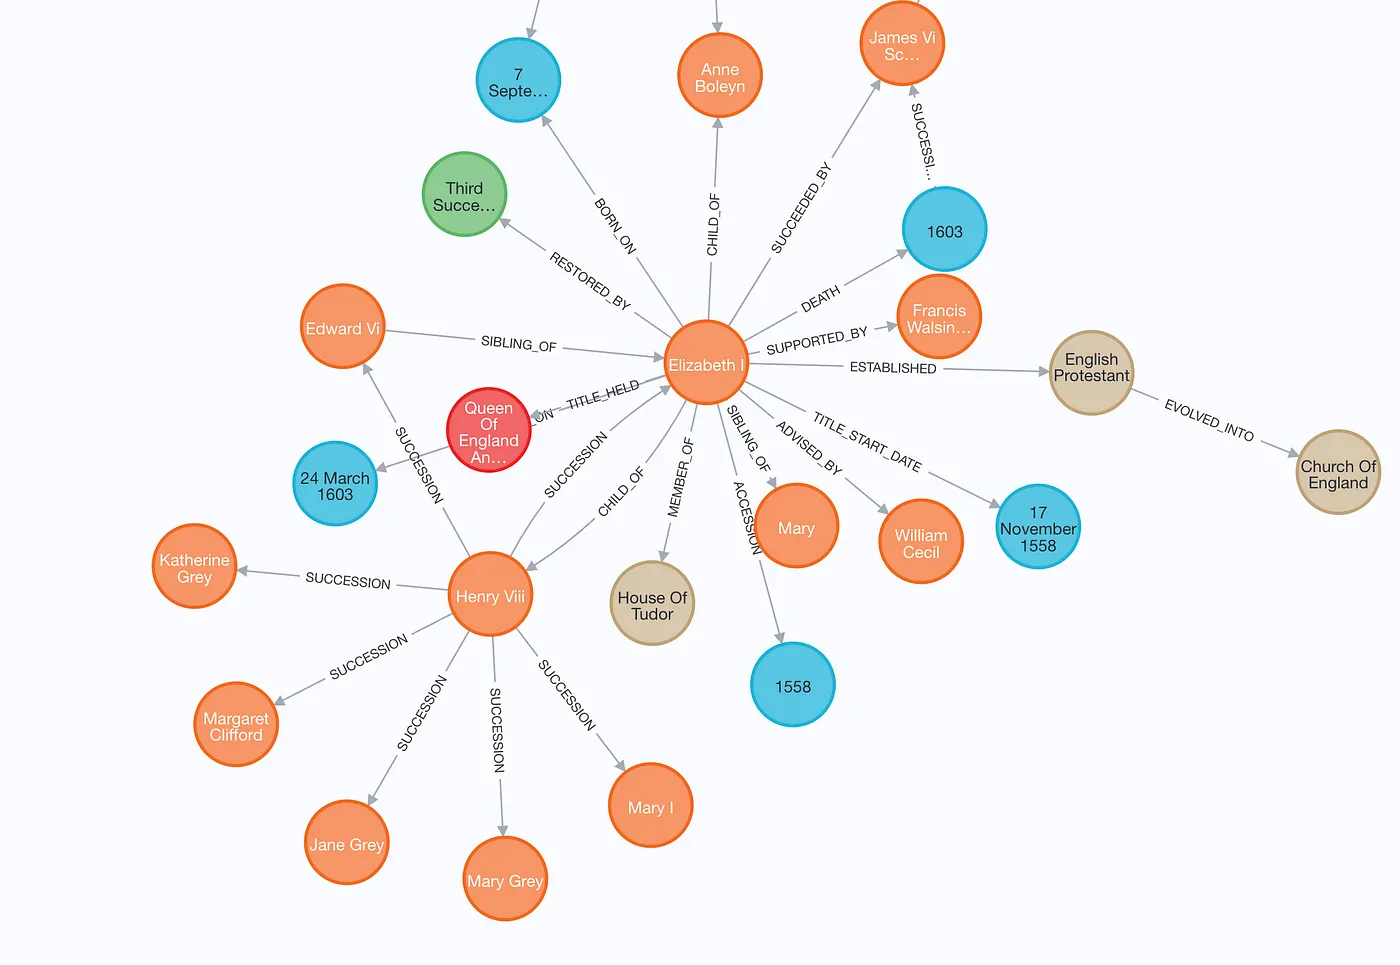 7
Septe…
Anne
Boleyn
James Vi
Sc…
SUCCESSI…
Third
Succe…
BORN_ON
CHILD_OF
SUCCEEDED_BY
1603
RESTORED_BY
DEATH
Edward Vi
SIBLING_OF
Elizabeth I
SUPPORTED_BY
Francis
Walsin…
ESTABLISHED
English
Protestant
EVOLVED_INTO
Church Of
England
Queen
Of
England
An…
_ON
TITLE_HELD
24 March
1603
SUCCESSION
SUCCESSION
CHILD_OF
MEMBER_OF
SIBLING_OF
ACCESSION
ADVISED_BY
TITLE_START_DATE
Mary
William
Cecil
17
November
1558
Katherine
Grey
SUCCESSION
Henry Viii
House Of
Tudor
SUCCESSION
Margaret
Clifford
SUCCESSION
SUCCESSION
SUCCESSION
1558
Jane Grey
Mary Grey
Mary I